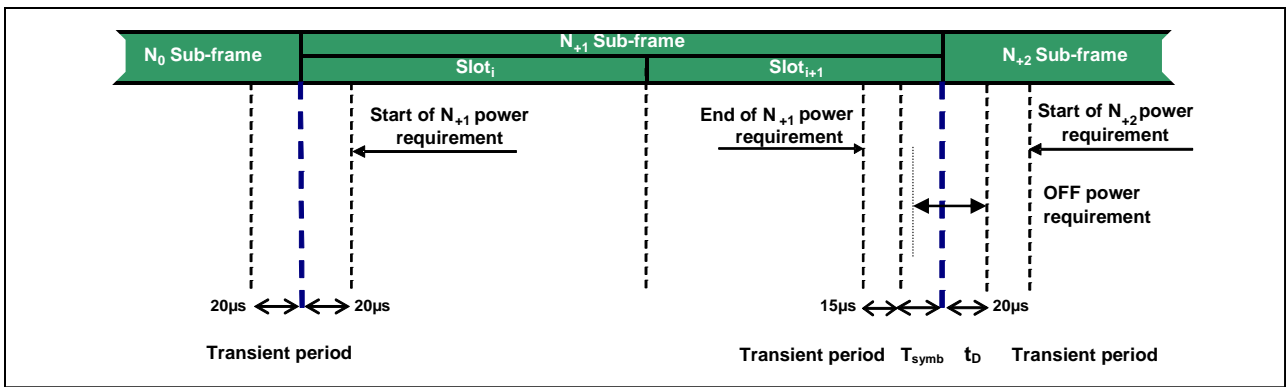 N0 Sub-frame
N+1 Sub-frame
N+2 Sub-frame
Sloti
Sloti+1
Start of N+1 power
requirement
End of N+1 power
requirement
Start of N+2 power
requirement
OFF power
requirement
20µs
20µs
15µs
20µs
Transient period
Transient period
Tsymb
tD
Transient period